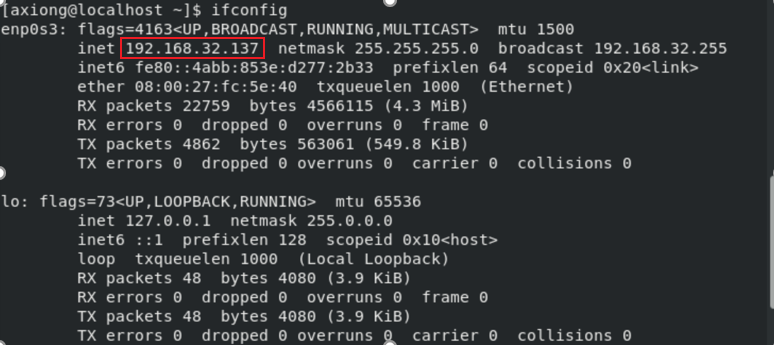 [axiong@localhost ~]$ ifconfig
enp0s3: flags=4163<UP,BROADCAST,RUNNING,MULTICAST>  mtu 1500
        inet 192.168.32.137  netmask 255.255.255.0  broadcast 192.168.32.255
        inet6 fe80::4abb:853e:d277:2b33  prefixlen 64  scopeid 0x20<link>
        ether 08:00:27:fc:5e:40  txqueuelen 1000  (Ethernet)
        RX packets 22759  bytes 4566115 (4.3 MiB)
        RX errors 0  dropped 0  overruns 0  frame 0
        TX packets 4862  bytes 563061 (549.8 KiB)
        TX errors 0  dropped 0 overruns 0  carrier 0  collisions 0

lo: flags=73<UP,LOOPBACK,RUNNING>  mtu 65536
        inet 127.0.0.1  netmask 255.0.0.0
        inet6 ::1  prefixlen 128  scopeid 0x10<host>
        loop  txqueuelen 1000  (Local Loopback)
        RX packets 48  bytes 4080 (3.9 KiB)
        RX errors 0  dropped 0  overruns 0  frame 0
        TX packets 48  bytes 4080 (3.9 KiB)
        TX errors 0  dropped 0 overruns 0  carrier 0  collisions 0